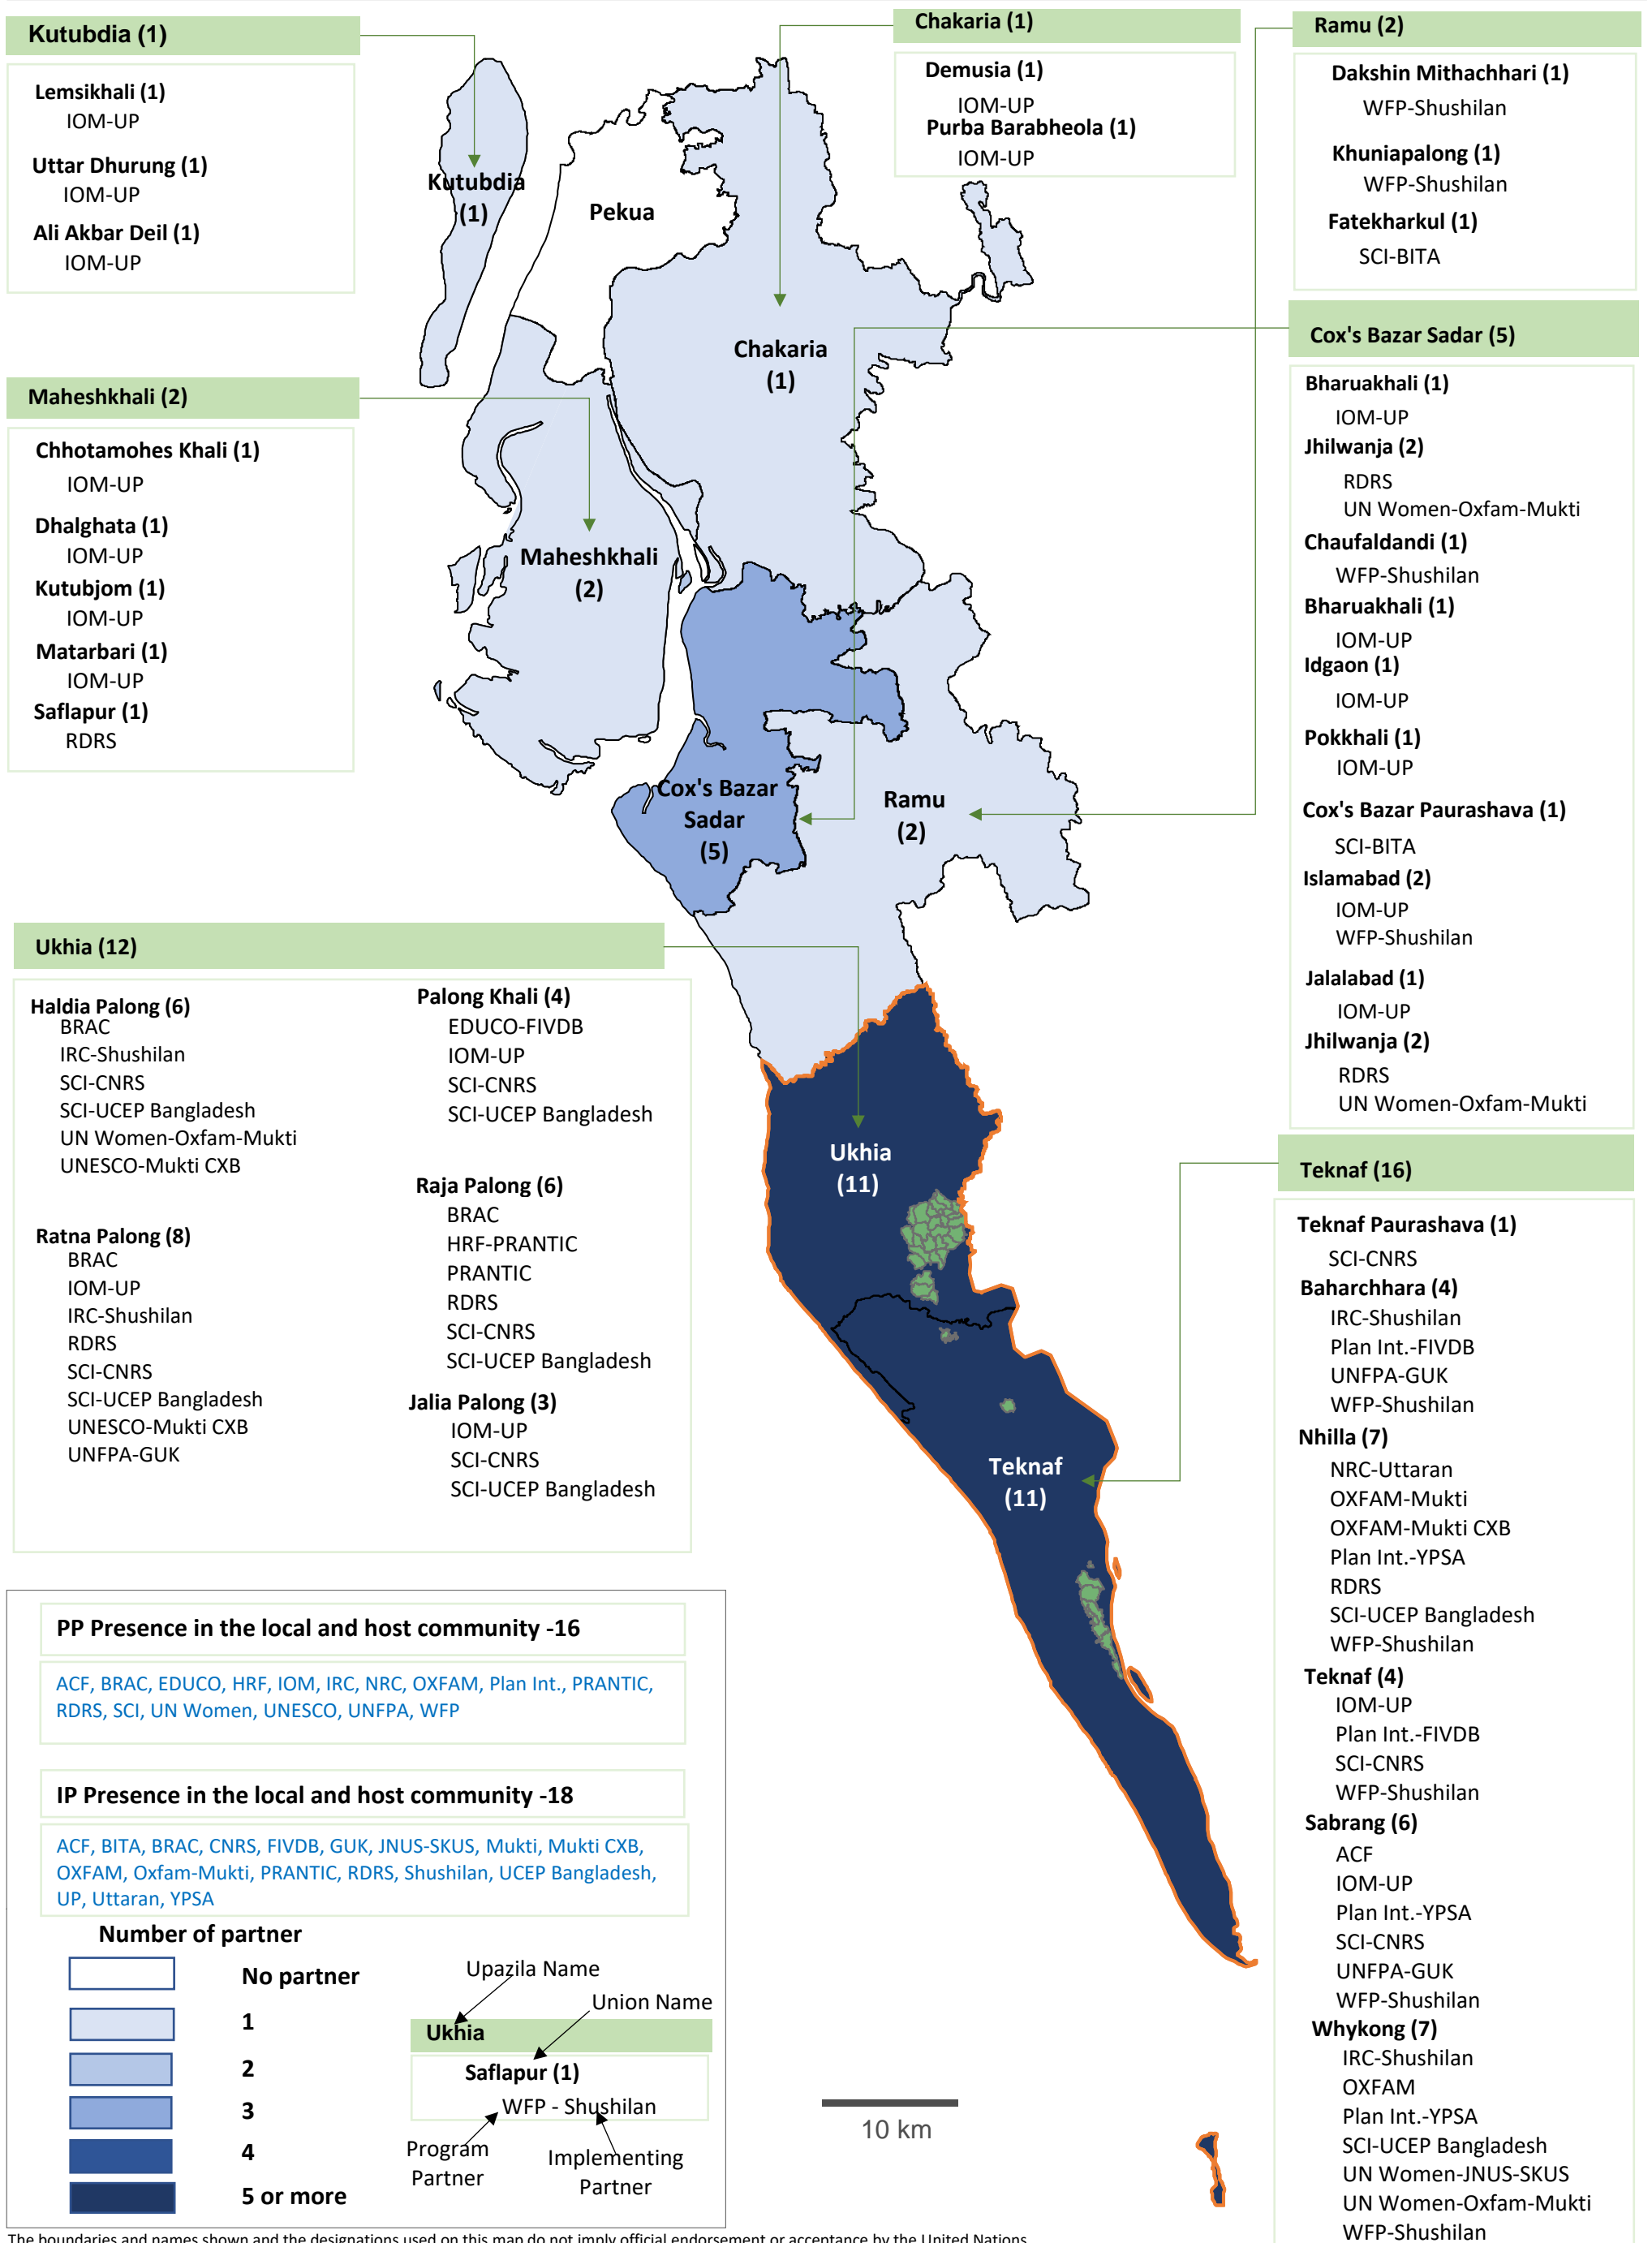 Kutubdia (1)
Lemsikhali (1)
IOM-UP
Uttar Dhurung (1)
IOM-UP
Ali Akbar Deil (1)
IOM-UP
Chakaria (1)
Demusia (1)
IOM-UP
Purba Barabheola (1)
IOM-UP
Ramu (2)
Dakshin Mithachhari (1)
WFP-Shushilan
Khuniapalong (1)
WFP-Shushilan
Fatekharkul (1)
SCI-BITA
Kutubdia
(1)
Pekua
Chakaria
(1)
Maheshkhali
(2)
Cox's Bazar
Sadar
(5)
Ramu
(2)
Ukhia
(11)
Teknaf
(11)
Maheshkhali (2)
Chhotamohes Khali (1)
IOM-UP
Dhalghata (1)
IOM-UP
Kutubjom (1)
IOM-UP
Matarbari (1)
IOM-UP
Saflapur (1)
RDRS
Cox's Bazar Sadar (5)
Bharuakhali (1)
IOM-UP
Jhilwanja (2)
RDRS
UN Women-Oxfam-Mukti
Chaufaldandi (1)
WFP-Shushilan
Bharuakhali (1)
IOM-UP
Idgaon (1)
IOM-UP
Pokkhali (1)
IOM-UP
Cox's Bazar Paurashava (1)
SCI-BITA
Islamabad (2)
IOM-UP
WFP-Shushilan
Jalalabad (1)
IOM-UP
Jhilwanja (2)
RDRS
UN Women-Oxfam-Mukti
Ukhia (12)
Haldia Palong (6)
BRAC
IRC-Shushilan
SCI-CNRS
SCI-UCEP Bangladesh
UN Women-Oxfam-Mukti
UNESCO-Mukti CXB
Ratna Palong (8)
BRAC
IOM-UP
IRC-Shushilan
RDRS
SCI-CNRS
SCI-UCEP Bangladesh
UNESCO-Mukti CXB
UNFPA-GUK
Palong Khali (4)
EDUCO-FIVDB
IOM-UP
SCI-CNRS
SCI-UCEP Bangladesh
Raja Palong (6)
BRAC
HRF-PRANTIC
PRANTIC
RDRS
SCI-CNRS
SCI-UCEP Bangladesh
Jalia Palong (3)
IOM-UP
SCI-CNRS
SCI-UCEP Bangladesh
Teknaf (16)
Teknaf Paurashava (1)
SCI-CNRS
Baharchhara (4)
IRC-Shushilan
Plan Int.-FIVDB
UNFPA-GUK
WFP-Shushilan
Nhilla (7)
NRC-Uttaran
OXFAM-Mukti
OXFAM-Mukti CXB
Plan Int.-YPSA
RDRS
SCI-UCEP Bangladesh
WFP-Shushilan
Teknaf (4)
IOM-UP
Plan Int.-FIVDB
SCI-CNRS
WFP-Shushilan
Sabrang (6)
ACF
IOM-UP
Plan Int.-YPSA
SCI-CNRS
UNFPA-GUK
WFP-Shushilan
Whykong (7)
IRC-Shushilan
OXFAM
Plan Int.-YPSA
SCI-UCEP Bangladesh
UN Women-JNUS-SKUS
UN Women-Oxfam-Mukti
WFP-Shushilan
PP Presence in the local and host community -16
ACF, BRAC, EDUCO, HRF, IOM, IRC, NRC, OXFAM, Plan Int., PRANTIC,
RDRS, SCI, UN Women, UNESCO, UNFPA, WFP
IP Presence in the local and host community -18
ACF, BITA, BRAC, CNRS, FIVDB, GUK, JNUS-SKUS, Mukti, Mukti CXB,
OXFAM, Oxfam-Mukti, PRANTIC, RDRS, Shushilan, UCEP Bangladesh,
UP, Uttaran, YPSA
Number of partner
No partner
1
2
3
4
5 or more
Upazila Name
Union Name
Ukhia
Saflapur (1)
WFP - Shushilan
Program
Partner
Implementing
Partner
10 km
The boundaries and names shown and the designations used on this map do not imply official endorsement or acceptance by the United Nations